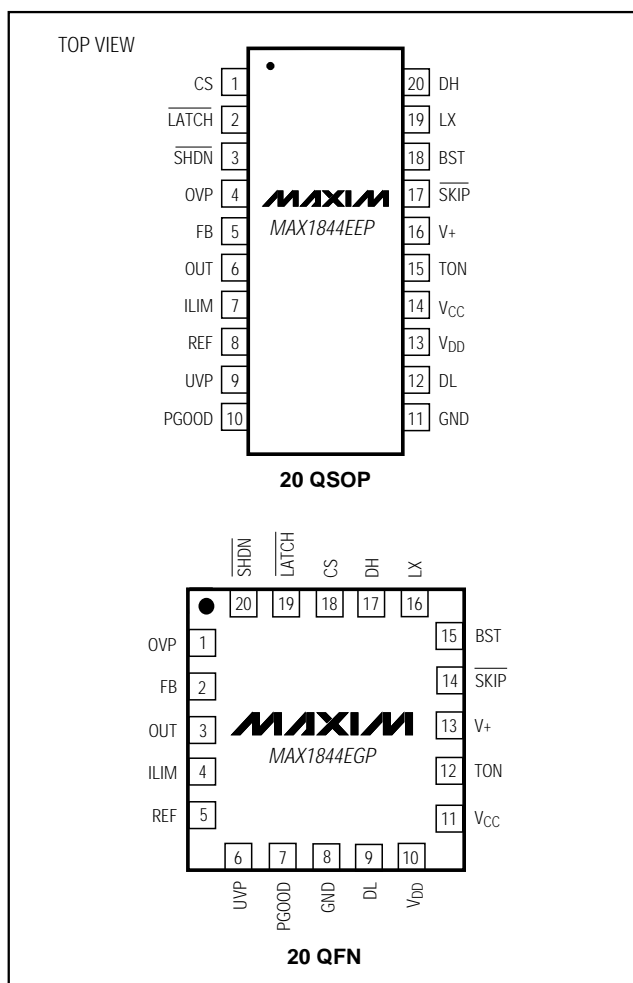 TOP VIEW
CS 1
LATCH 2
SHDN 3
OVP 4
FB 5
OUT 6
ILIM 7
REF 8
UVP 9
PGOOD 10
MAXIM
MAX1844EEP
20 DH
19 LX
18 BST
17 SKIP
16 V+
15 TON
14 VCC
13 VDD
12 DL
11 GND
20 QSOP
SHDN
LATCH
CS
DH
LX
20 19 18 17 16
OVP 1
FB 2
OUT 3
ILIM 4
REF 5
MAXIM
MAX1844EGP
15 BST
14 SKIP
13 V+
12 TON
11 VCC
6 7 8 9 10
UVP
PGOOD
GND
DL
VDD
20 QFN